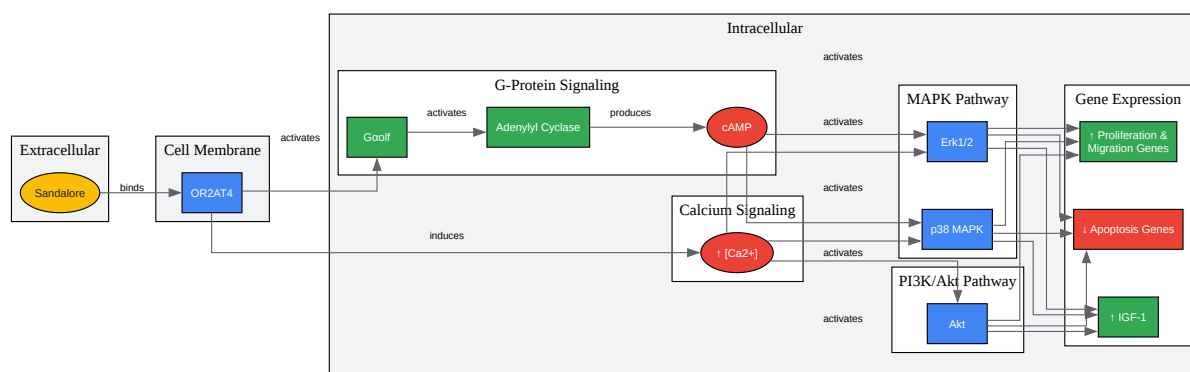 Intracellular
activates
G-Protein Signaling
MAPK Pathway
Gene Expression
activates
produces
Gαolf
Adenylyl Cyclase
cAMP
activates
Erk1/2
↑ Proliferation &
Migration Genes
Extracellular
Cell Membrane
activates
Sandalore
binds
OR2AT4
activates
Calcium Signaling
p38 MAPK
↓ Apoptosis Genes
induces
↑ [Ca2+]
activates
PI3K/Akt Pathway
activates
Akt
↑ IGF-1